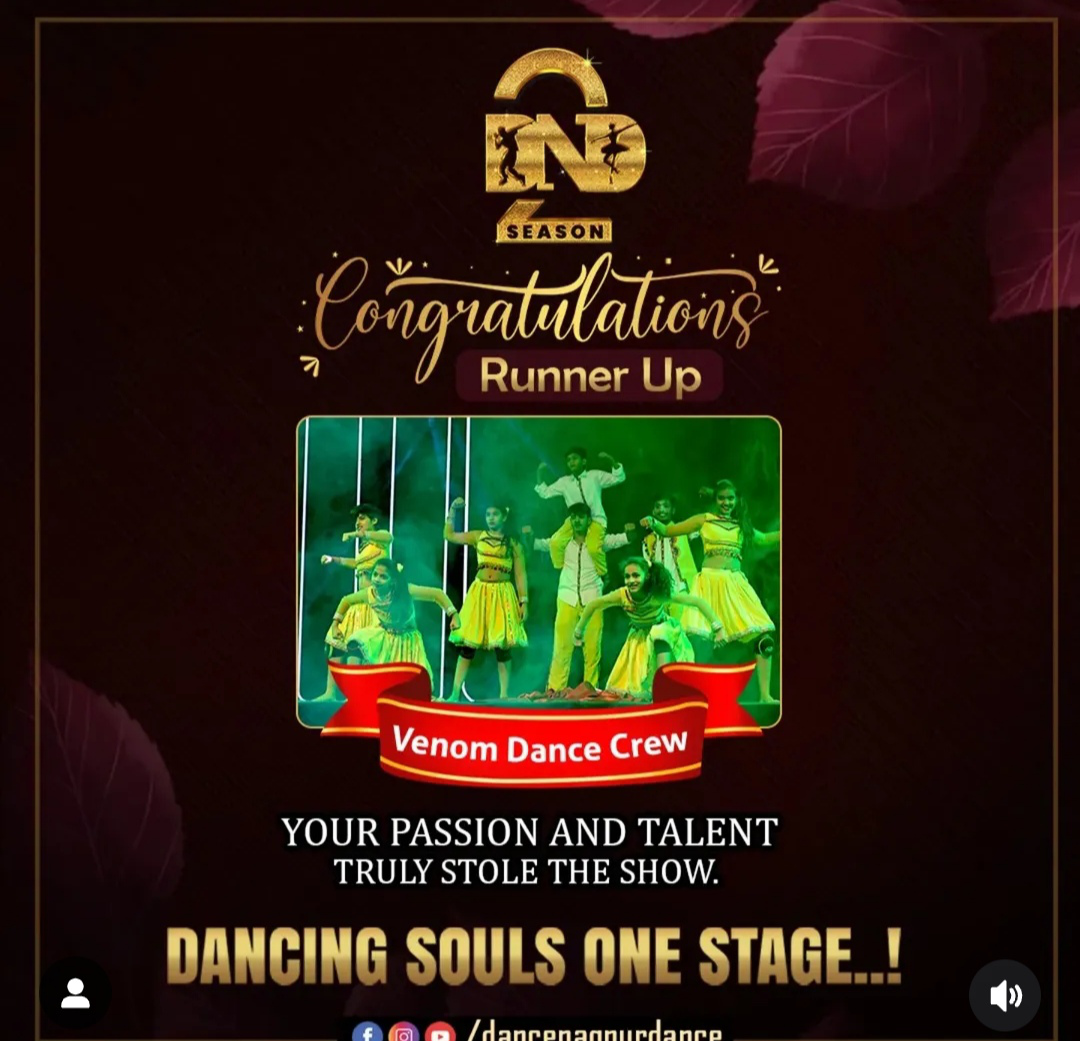 2
DND
SEASON
Congratulations
Runner Up
Venom Dance Crew
YOUR PASSION AND TALENT
TRULY STOLE THE SHOW.
DANCING SOULS ONE STAGE..!
/dancenagpurdance